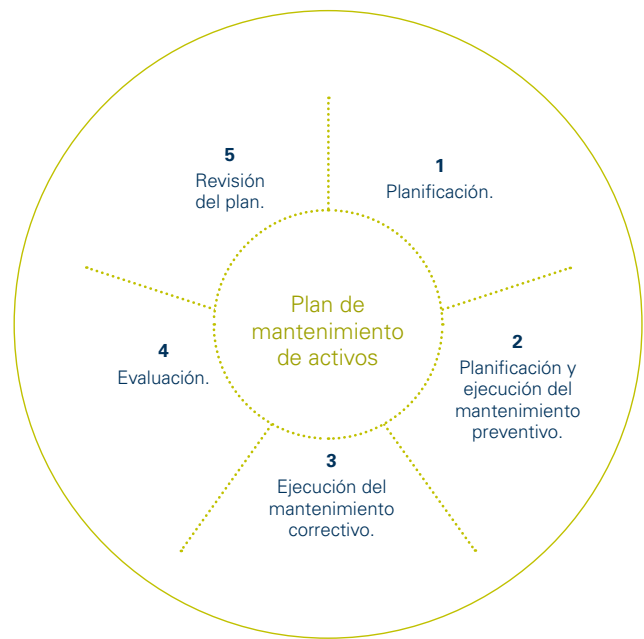 Plan de
mantenimiento
de activos
1
Planificación.
2
Planificación y
ejecución del
mantenimiento
preventivo.
3
Ejecución del
mantenimiento
correctivo.
4
Evaluación.
5
Revisión
del plan.